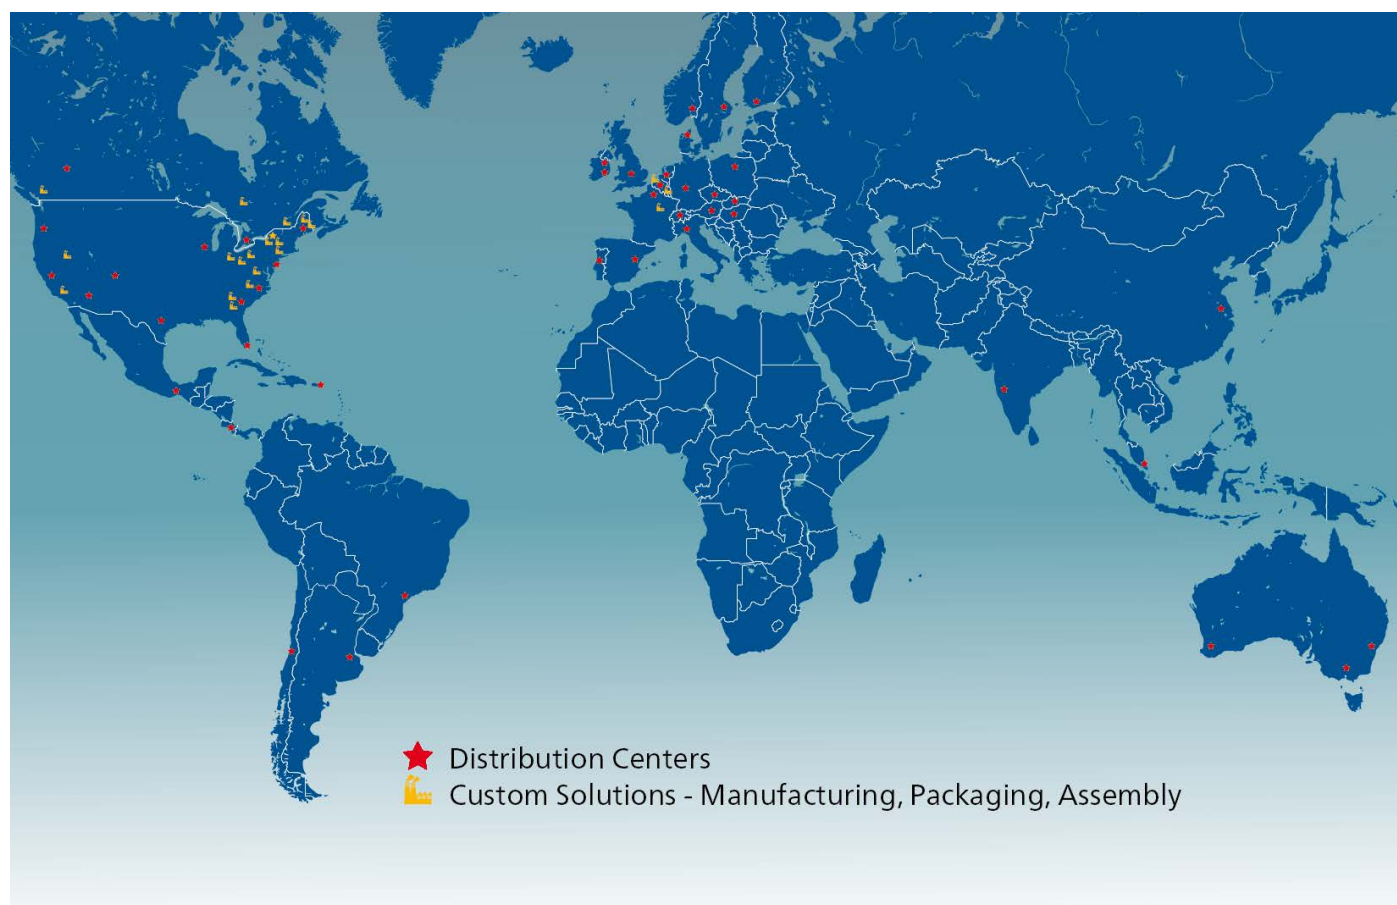 Distribution Centers
Custom Solutions - Manufacturing, Packaging, Assembly